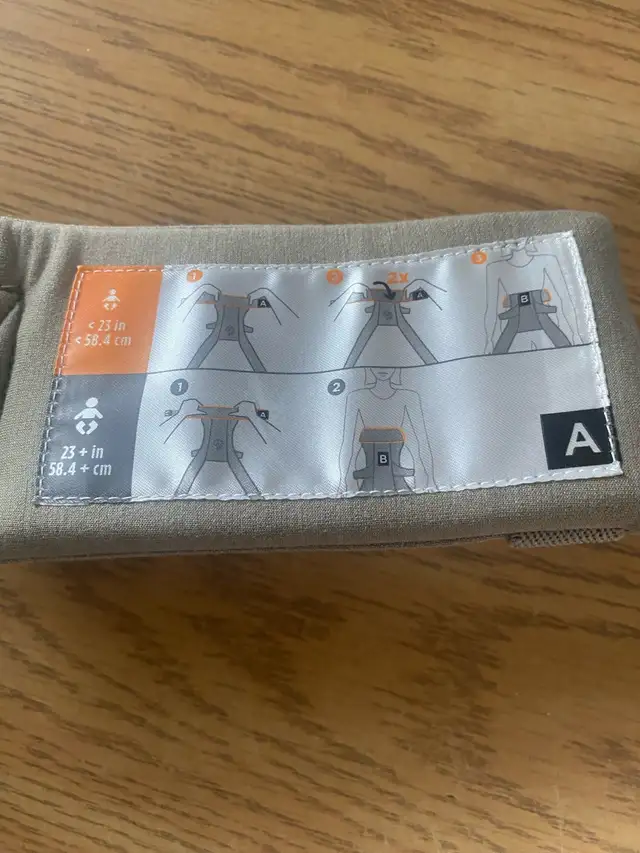 < 23 in
< 58.4 cm
1
A
2
2x
A
3
B
23 + in
58.4 + cm
1
A
2
B
A